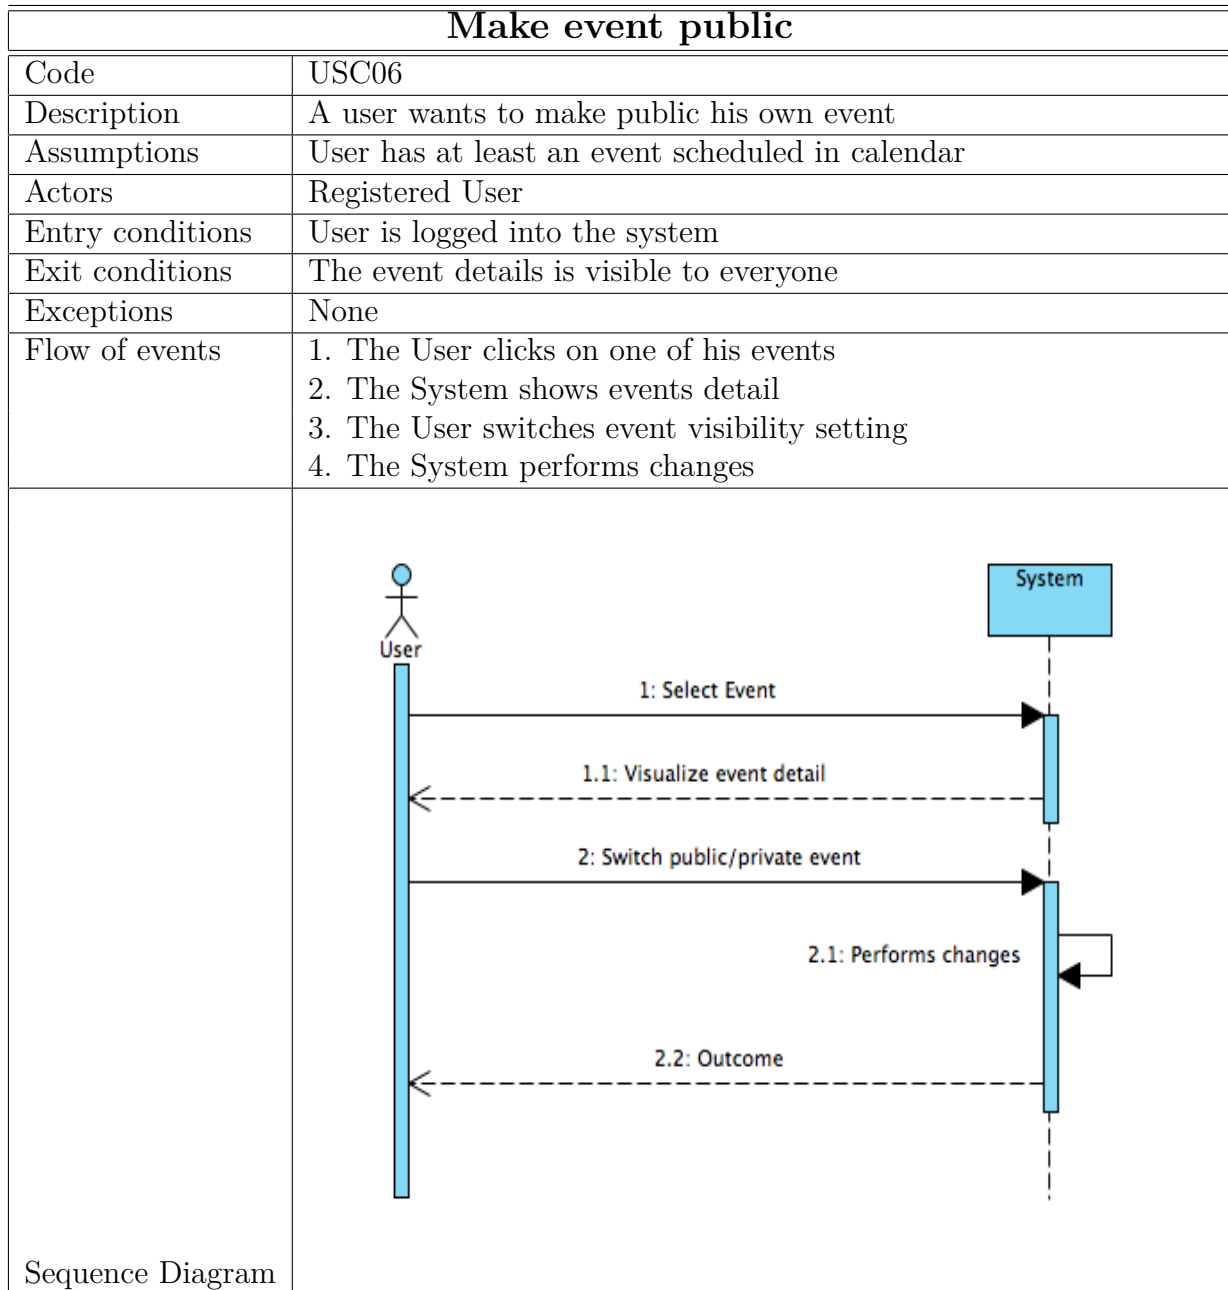 Make event public
Code USC06
Description A user wants to make public his own event
Assumptions User has at least an event scheduled in calendar
Actors Registered User
Entry conditions User is logged into the system
Exit conditions The event details is visible to everyone
Exceptions None
Flow of events 1. The User clicks on one of his events
2. The System shows events detail
3. The User switches event visibility setting
4. The System performs changes
System
User
1: Select Event
1.1: Visualize event detail
2: Switch public/private event
2.1: Performs changes
2.2: Outcome
Sequence Diagram